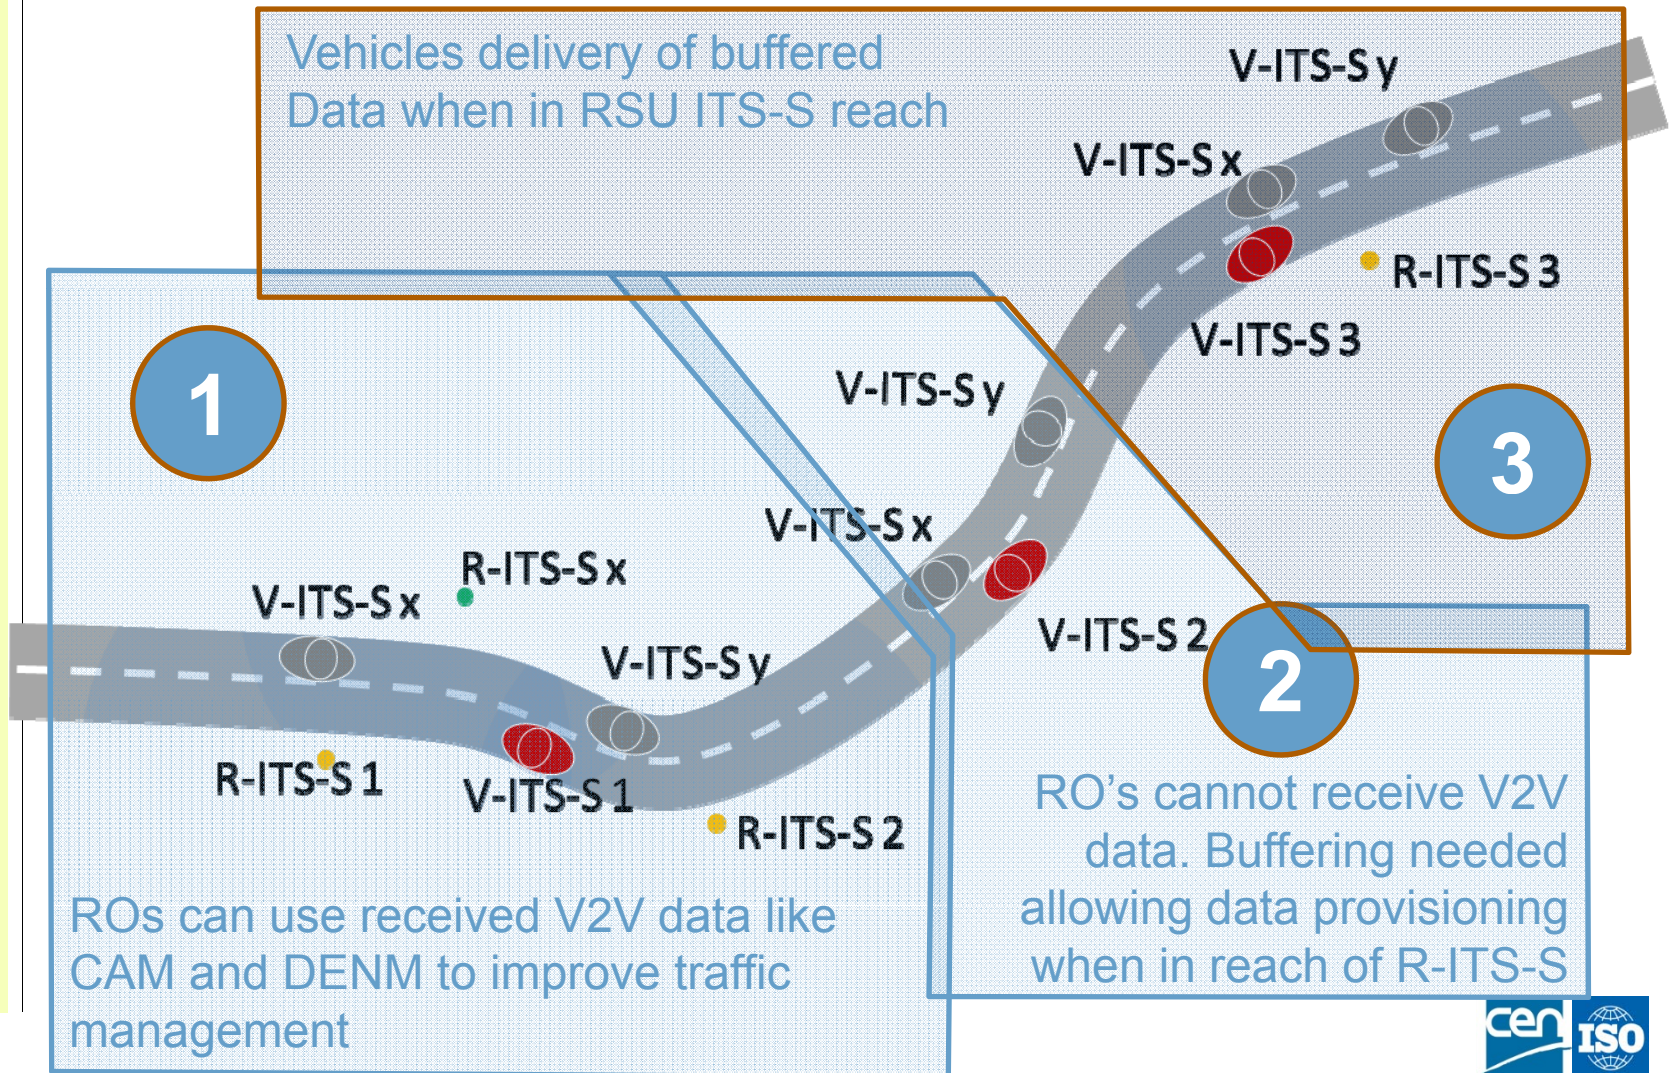 Vehicles delivery of buffered
Data when in RSU ITS-S reach
V-ITS-S y
V-ITS-S x
R-ITS-S 3
V-ITS-S 3
V-ITS-S y
1
3
V-ITS-S x
R-ITS-S x
V-ITS-S x
V-ITS-S 2
V-ITS-S y
2
R-ITS-S 1
V-ITS-S 1
R-ITS-S 2
RO's cannot receive V2V
data. Buffering needed
allowing data provisioning
when in reach of R-ITS-S
ROs can use received V2V data like
CAM and DENM to improve traffic
management
cen
ISO